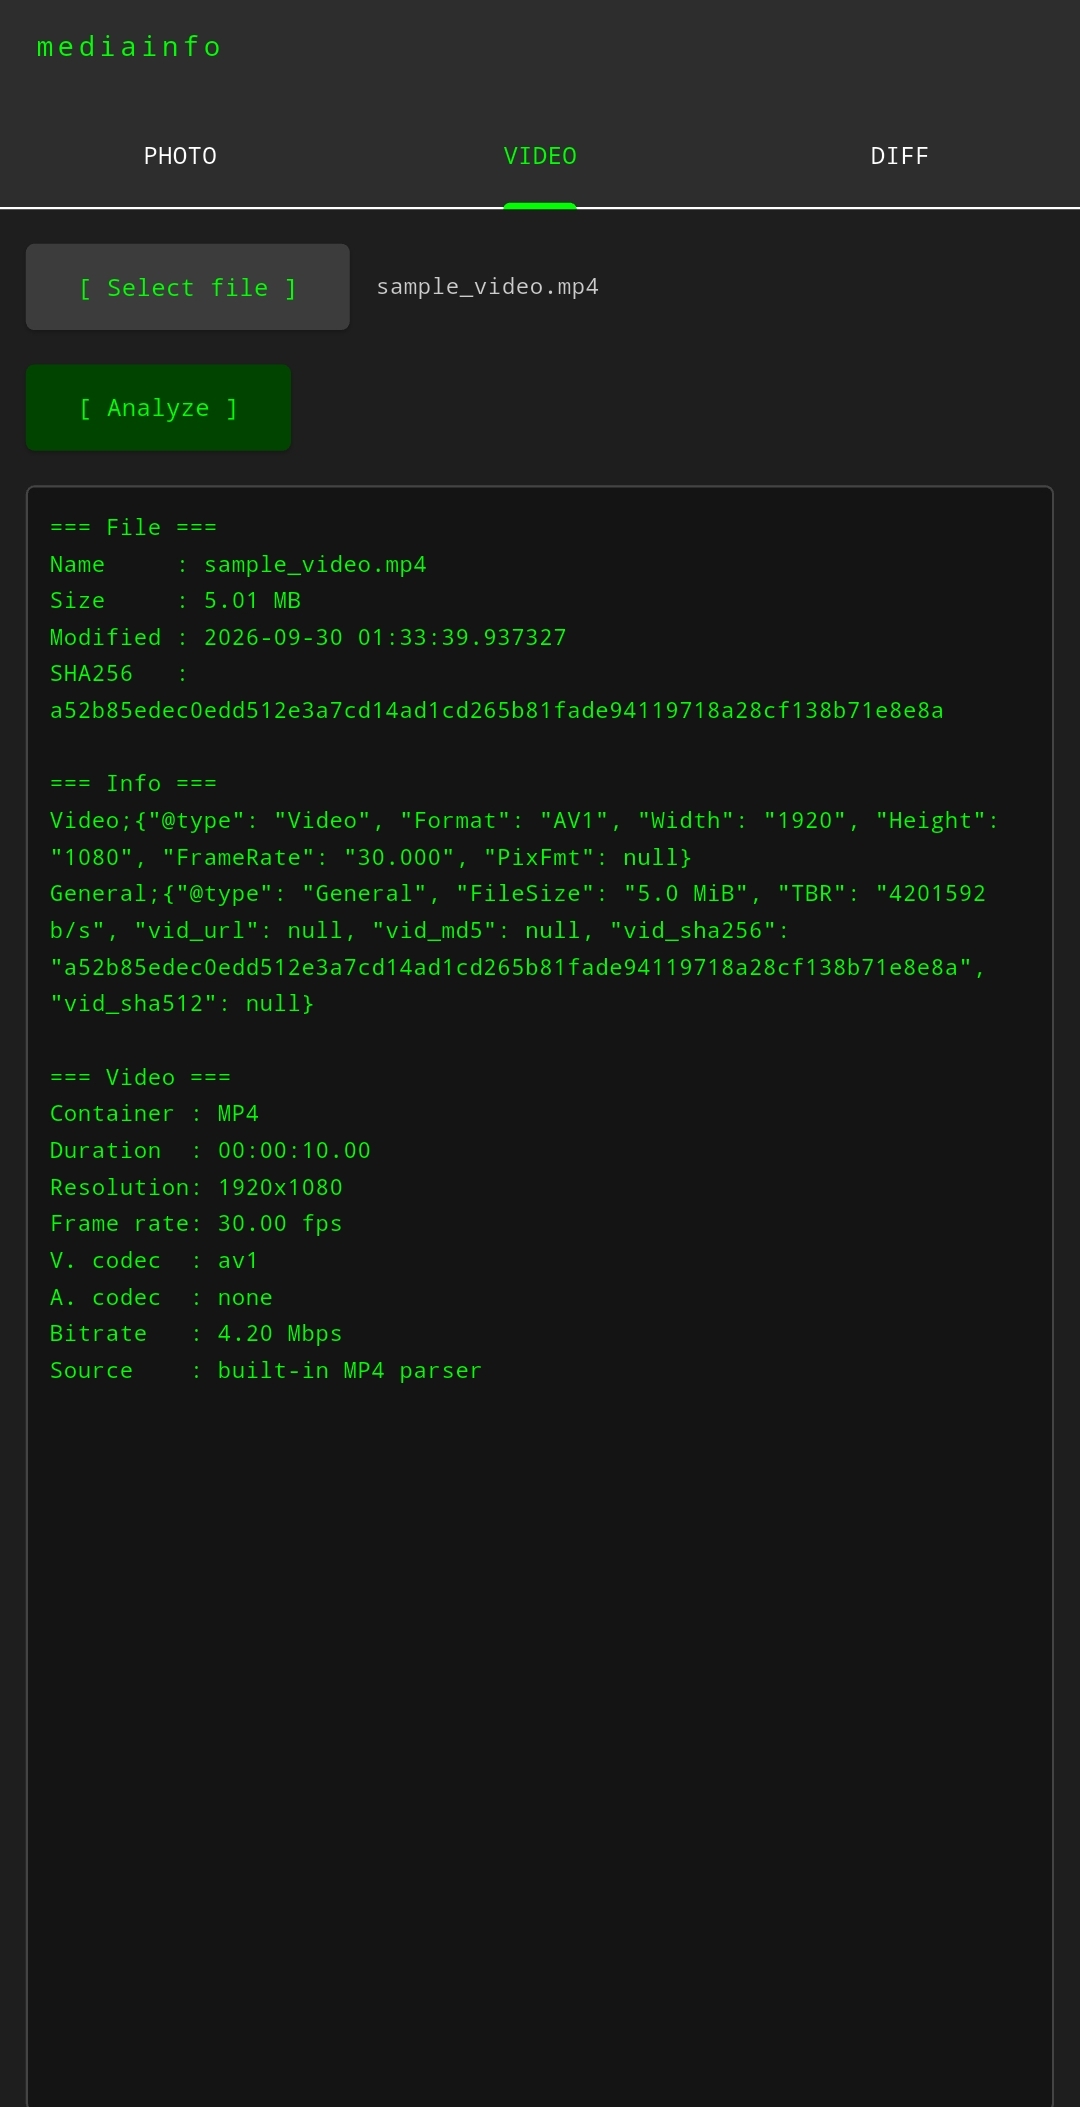 mediainfo
PHOTO
VIDEO
DIFF
[ Select file ]
sample_video.mp4
[ Analyze ]
=== File ===
Name     : sample_video.mp4
Size     : 5.01 MB
Modified : 2026-09-30 01:33:39.937327
SHA256   :
a52b85edec0edd512e3a7cd14ad1cd265b81fade94119718a28cf138b71e8e8a
=== Info ===
Video;{"@type": "Video", "Format": "AV1", "Width": "1920", "Height":
"1080", "FrameRate": "30.000", "PixFmt": null}
General;{"@type": "General", "FileSize": "5.0 MiB", "TBR": "4201592
b/s", "vid_url": null, "vid_md5": null, "vid_sha256":
"a52b85edec0edd512e3a7cd14ad1cd265b81fade94119718a28cf138b71e8e8a",
"vid_sha512": null}
=== Video ===
Container : MP4
Duration  : 00:00:10.00
Resolution: 1920x1080
Frame rate: 30.00 fps
V. codec  : av1
A. codec  : none
Bitrate   : 4.20 Mbps
Source    : built-in MP4 parser